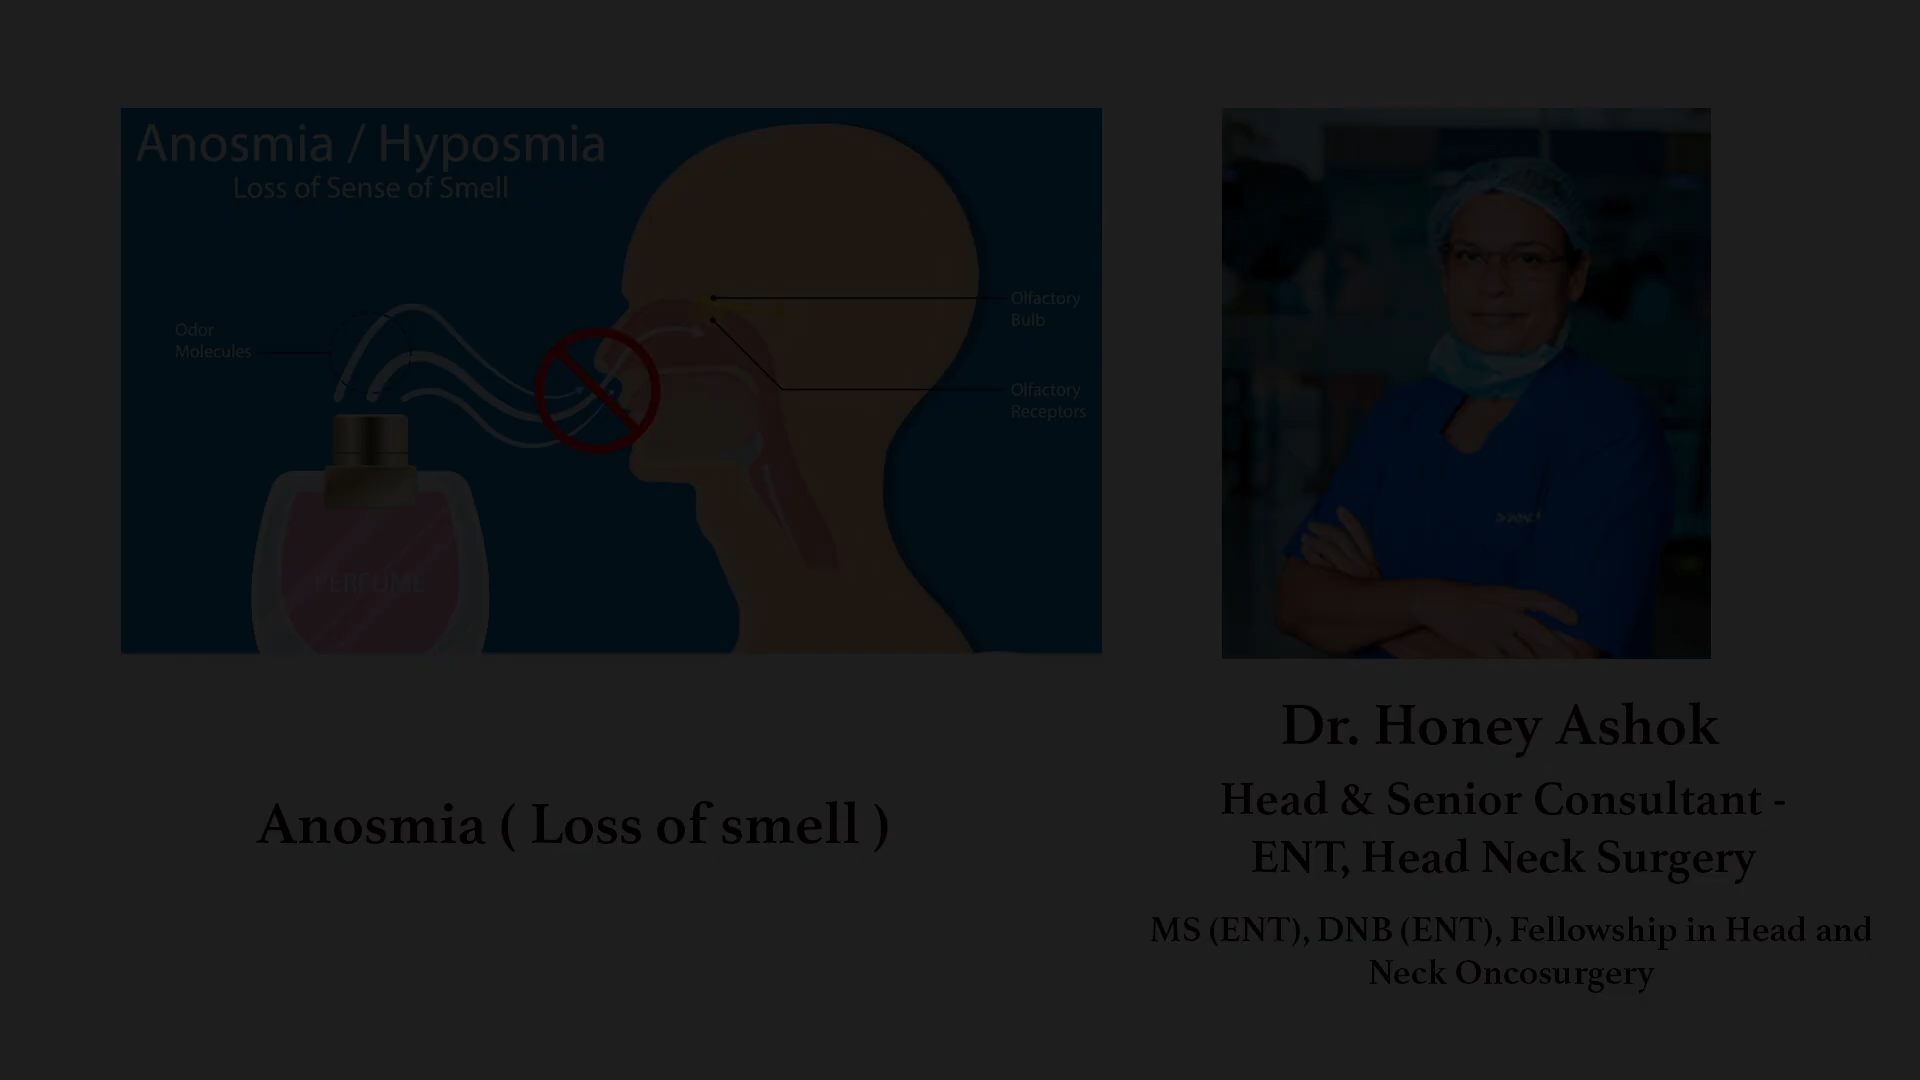 Anosmia / Hyposmia
Loss of Sense of Smell
Odor
Molecules
Olfactory
Bulb
Olfactory
Receptors
PERFUME
Anosmia ( Loss of smell )
Dr. Honey Ashok
Head & Senior Consultant -
ENT, Head Neck Surgery
MS (ENT), DNB (ENT), Fellowship in Head and
Neck Oncosurgery